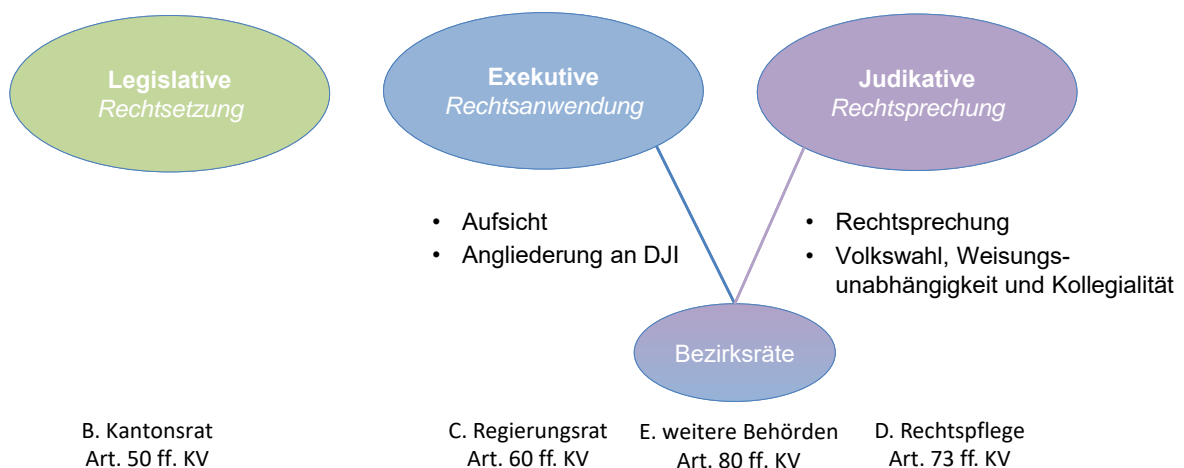 Legislative
Rechtsetzung
Exekutive
Rechtsanwendung
Judikative
Rechtsprechung
• Aufsicht
• Angliederung an DJI
• Rechtsprechung
• Volkswahl, Weisungs-
unabhängigkeit und Kollegialität
Bezirksräte
B. Kantonsrat
Art. 50 ff. KV
C. Regierungsrat
Art. 60 ff. KV
E. weitere Behörden
Art. 80 ff. KV
D. Rechtspflege
Art. 73 ff. KV